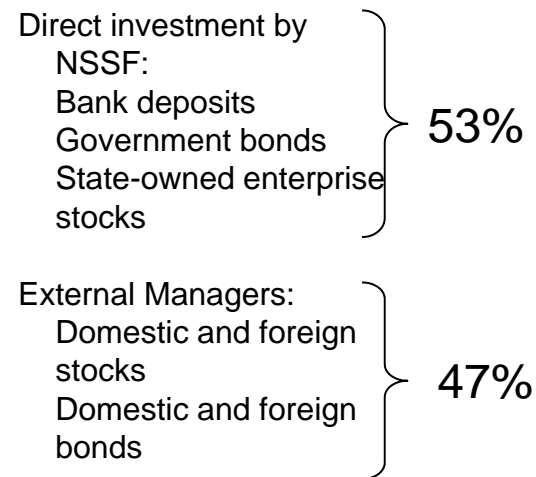 Direct investment by
NSSF:
Bank deposits
Government bonds
State-owned enterprise
stocks
53%
External Managers:
Domestic and foreign
stocks
Domestic and foreign
bonds
47%